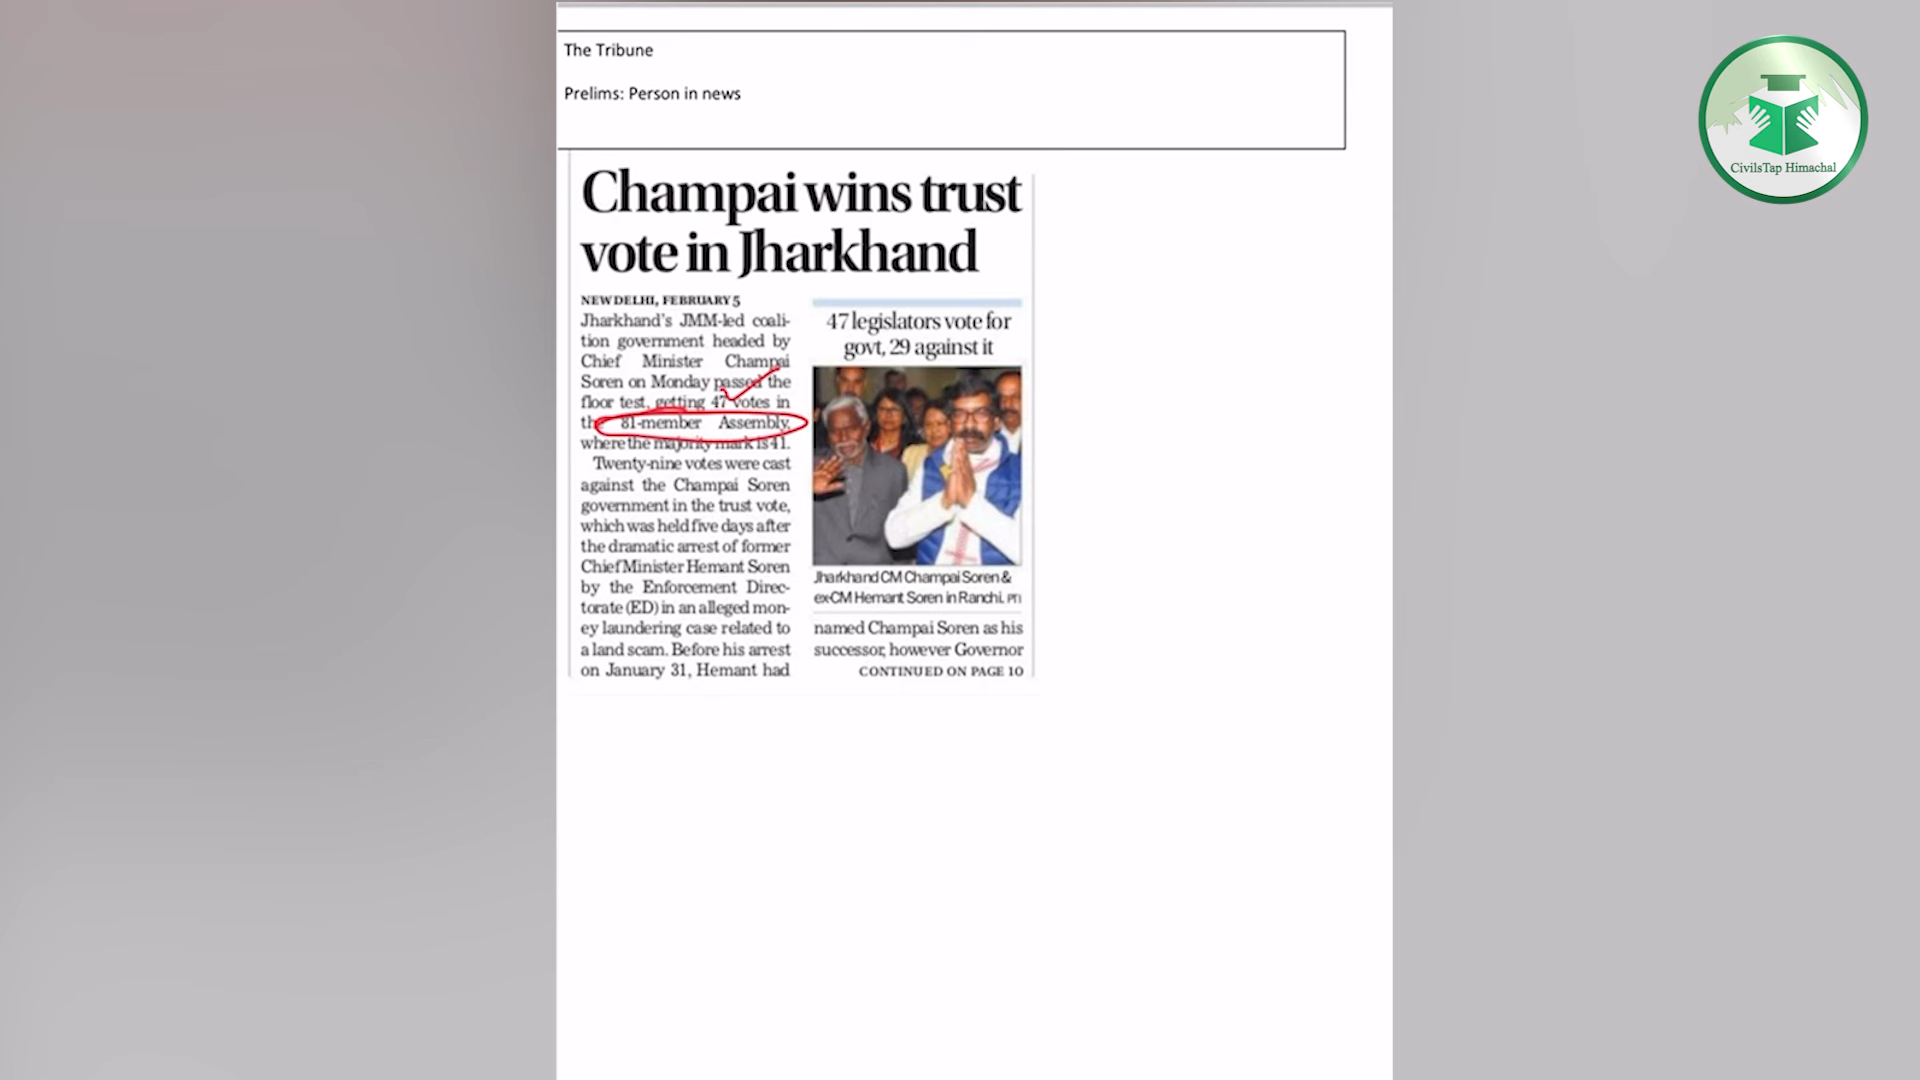 The Tribune
Prelims: Person in news
CivilsTap Himachal
Champai wins trust
vote in Jharkhand
NEW DELHI, FEBRUARY 5
Jharkhand's JMM-led coali-
tion government headed by
Chief Minister Champai
Soren on Monday passed the
floor test, getting 47 votes in
the 81-member Assembly,
where the majority mark is 41.
Twenty-nine votes were cast
against the Champai Soren
government in the trust vote,
which was held five days after
the dramatic arrest of former
Chief Minister Hemant Soren
by the Enforcement Direc-
torate (ED) in an alleged mon-
ey laundering case related to
a land scam. Before his arrest
on January 31, Hemant had
47 legislators vote for
govt, 29 against it
Jharkhand CM Champai Soren &
ex-CM Hemant Soren in Ranchi. PTI
named Champai Soren as his
successor, however Governor
CONTINUED ON PAGE 10